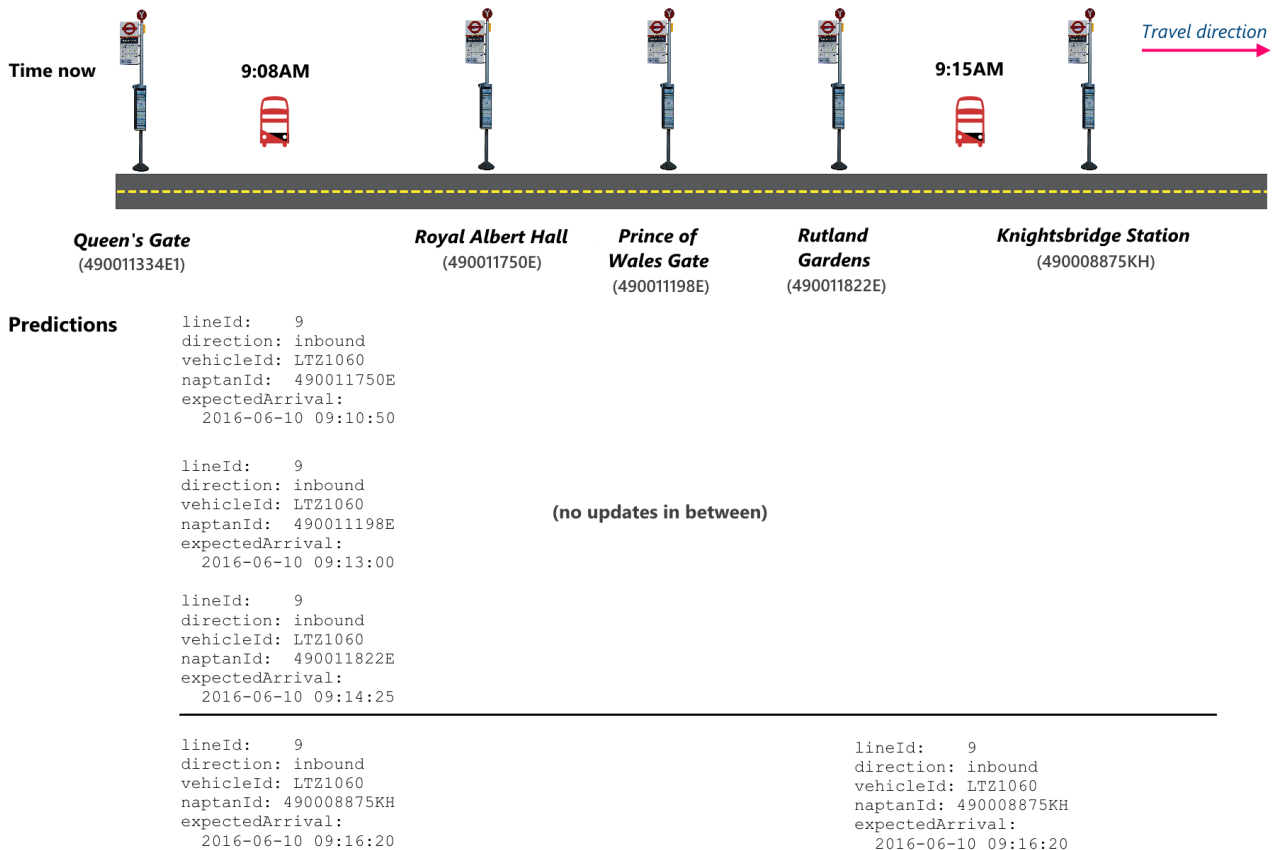 Travel direction
Time now
9:08AM
9:15AM
Queen's Gate
(490011334E1)
Royal Albert Hall
(490011750E)
Prince of
Wales Gate
(490011198E)
Rutland
Gardens
(490011822E)
Knightsbridge Station
(490008875KH)
Predictions
lineId: 9
direction: inbound
vehicleId: LTZ1060
naptanId: 490011750E
expectedArrival:
2016-06-10 09:10:50
lineId: 9
direction: inbound
vehicleId: LTZ1060
naptanId: 490011198E
expectedArrival:
2016-06-10 09:13:00
(no updates in between)
lineId: 9
direction: inbound
vehicleId: LTZ1060
naptanId: 490011822E
expectedArrival:
2016-06-10 09:14:25
lineId: 9
direction: inbound
vehicleId: LTZ1060
naptanId: 490008875KH
expectedArrival:
2016-06-10 09:16:20
lineId: 9
direction: inbound
vehicleId: LTZ1060
naptanId: 490008875KH
expectedArrival:
2016-06-10 09:16:20